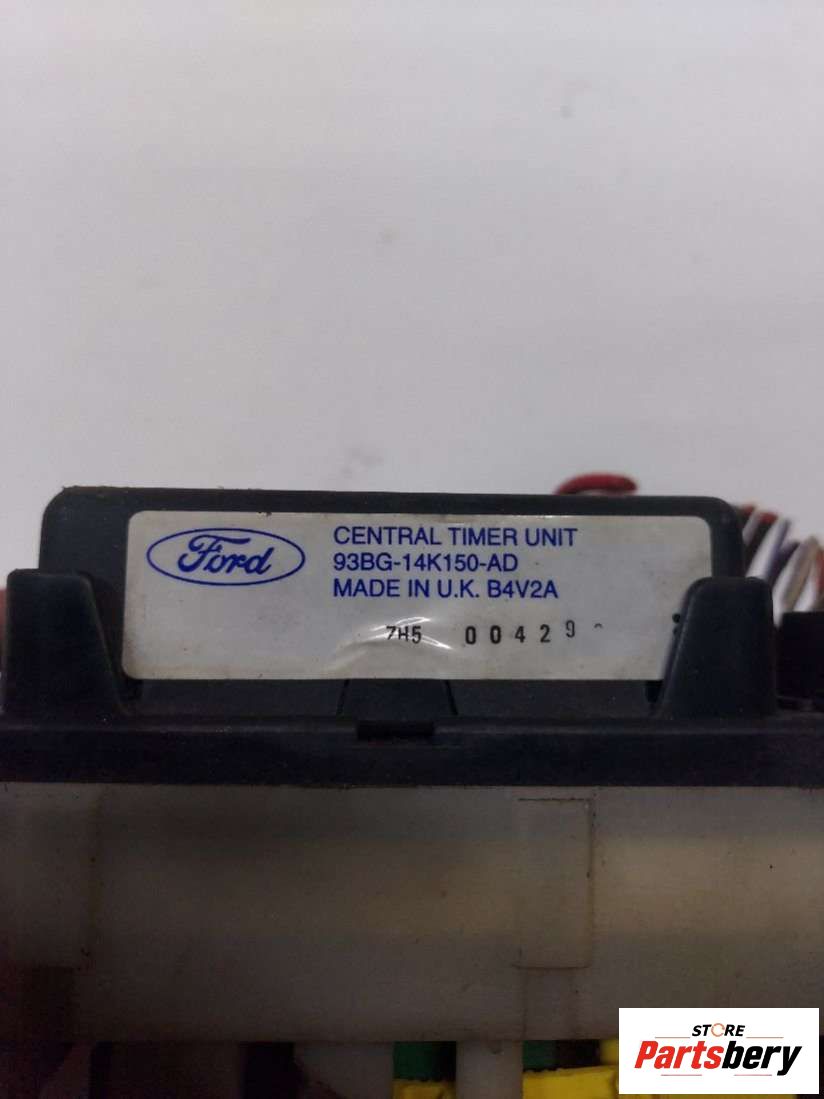 Ford
CENTRAL TIMER UNIT
93BG-14K150-AD
MADE IN U.K. B4V2A
7H5 00429
STORE
Partsbery